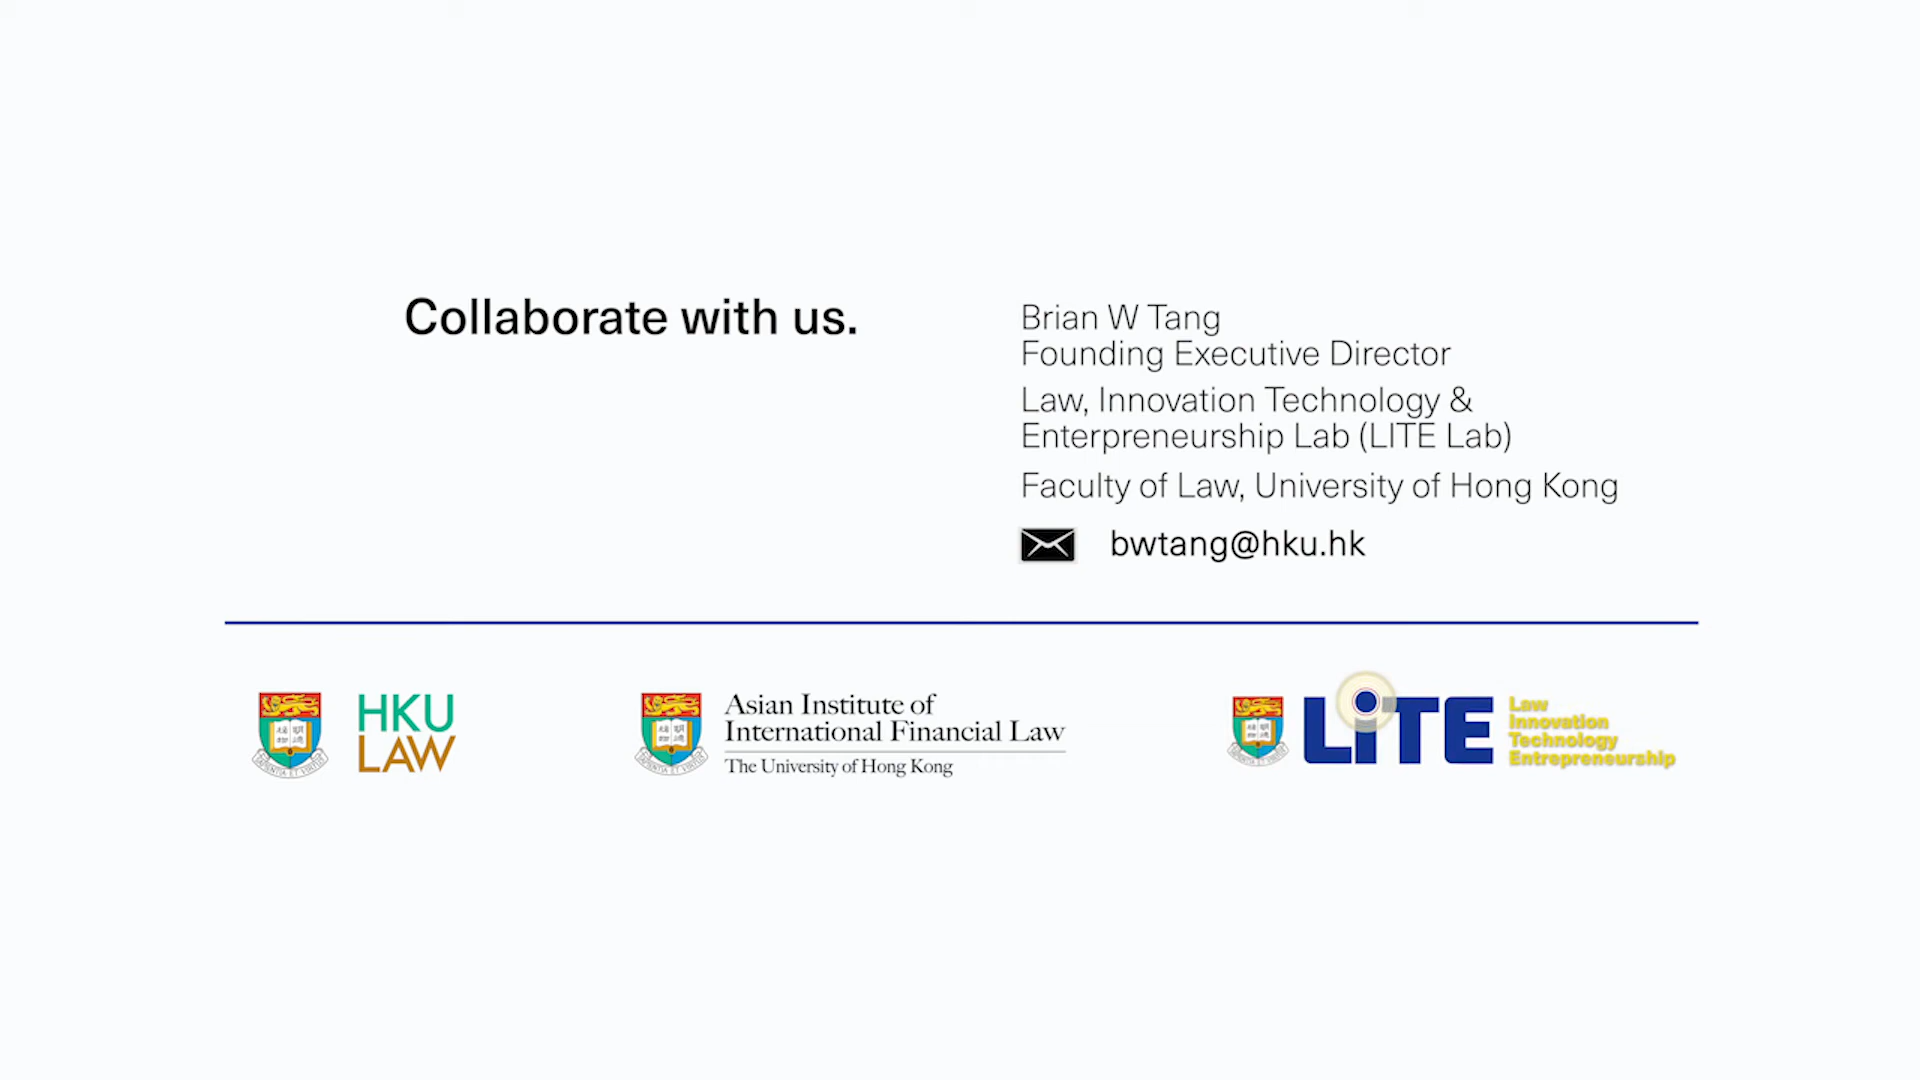 Collaborate with us.
Brian W Tang
Founding Executive Director
Law, Innovation Technology &
Enterpreneurship Lab (LITE Lab)
Faculty of Law, University of Hong Kong
bwtang@hku.hk
HKU
LAW
Asian Institute of
International Financial Law
The University of Hong Kong
LiTE
Law
Innovation
Technology
Entrepreneurship